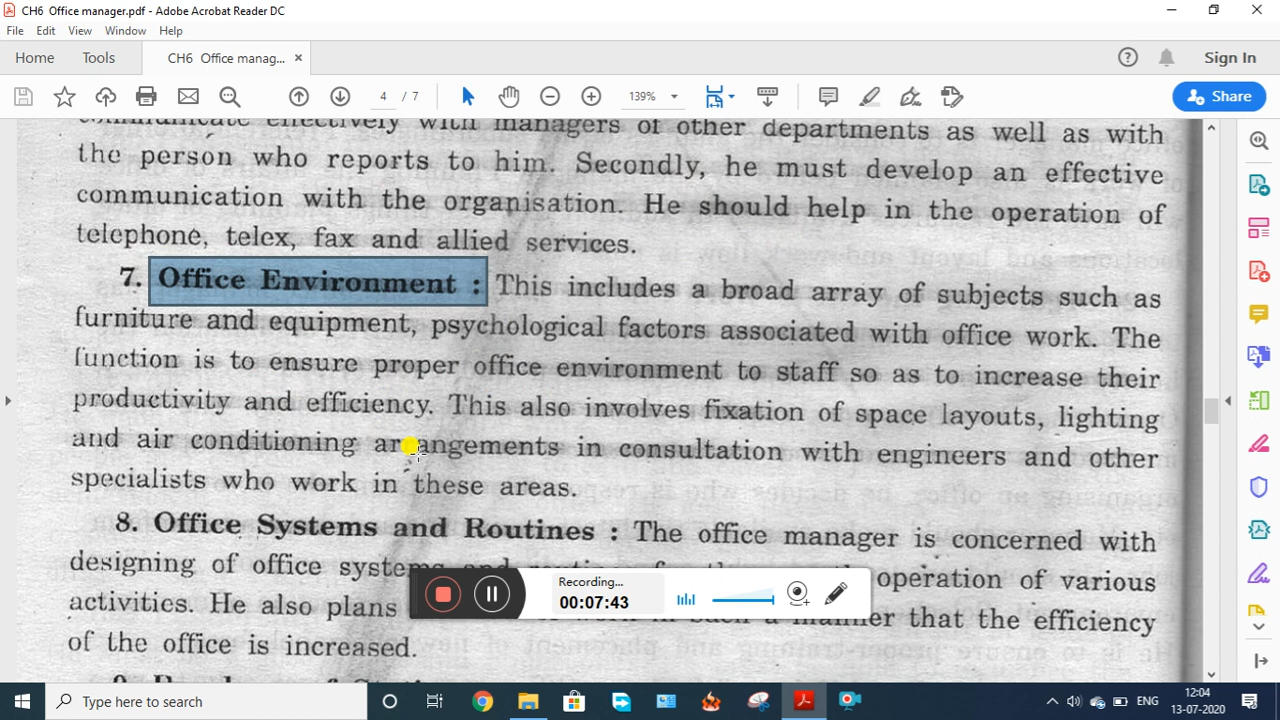 CH6 Office manager.pdf - Adobe Acrobat Reader DC
File Edit View Window Help
Home Tools CH6 Office manag... × Sign In
4 / 7 139% Share
communicate effectively with managers of other departments as well as with
the person who reports to him. Secondly, he must develop an effective
communication with the organisation. He should help in the operation of
telephone, telex, fax and allied services.
7. Office Environment : This includes a broad array of subjects such as
furniture and equipment, psychological factors associated with office work. The
function is to ensure proper office environment to staff so as to increase their
productivity and efficiency. This also involves fixation of space layouts, lighting
and air conditioning arrangements in consultation with engineers and other
specialists who work in these areas.
8. Office Systems and Routines : The office manager is concerned with
designing of office systems and operation of various
activities. He also plans in such a manner that the efficiency
of the office is increased.
Recording...
00:07:43
Type here to search
ENG
12:04
13-07-2020